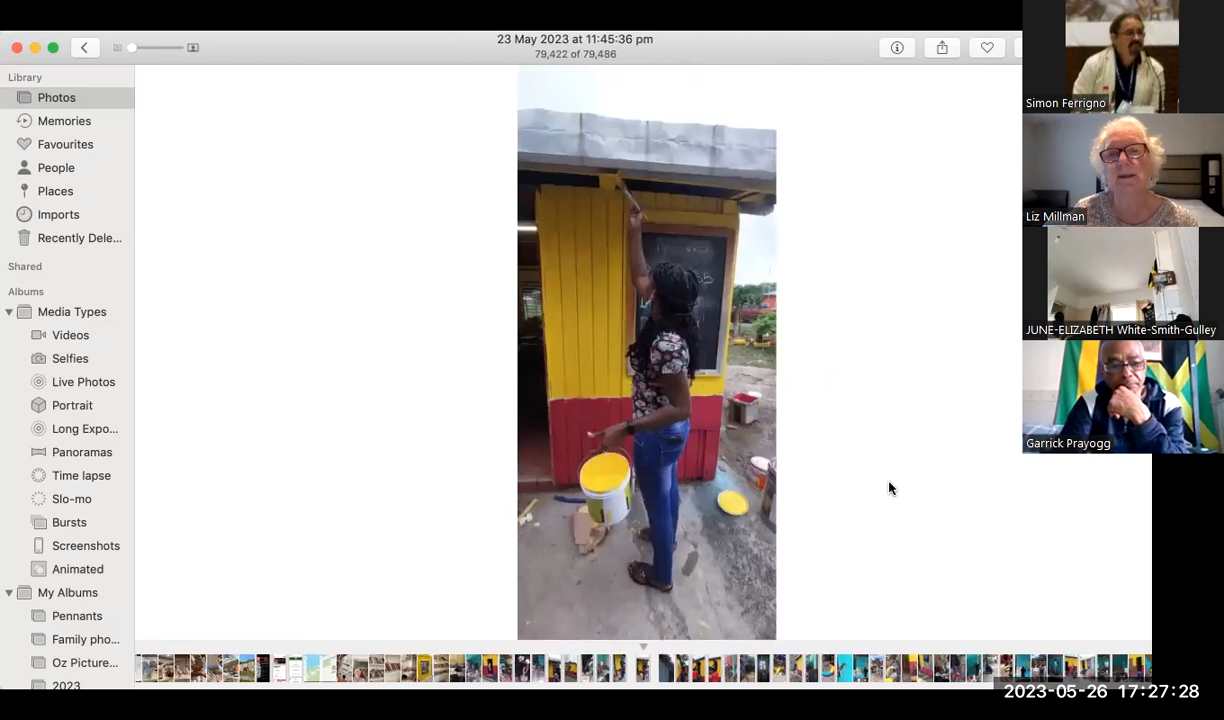 23 May 2023 at 11:45:36 pm
79,422 of 79,486
Library
Photos
Memories
Favourites
People
Places
Imports
Recently Dele...
Shared
Albums
Media Types
Videos
Selfies
Live Photos
Portrait
Long Expo...
Panoramas
Time lapse
Slo-mo
Bursts
Screenshots
Animated
My Albums
Pennants
Family pho...
Oz Picture...
2023
Simon Ferrigno
Liz Millman
JUNE-ELIZABETH White-Smith-Gulley
Garrick Prayogg
2023-05-26 17:27:28